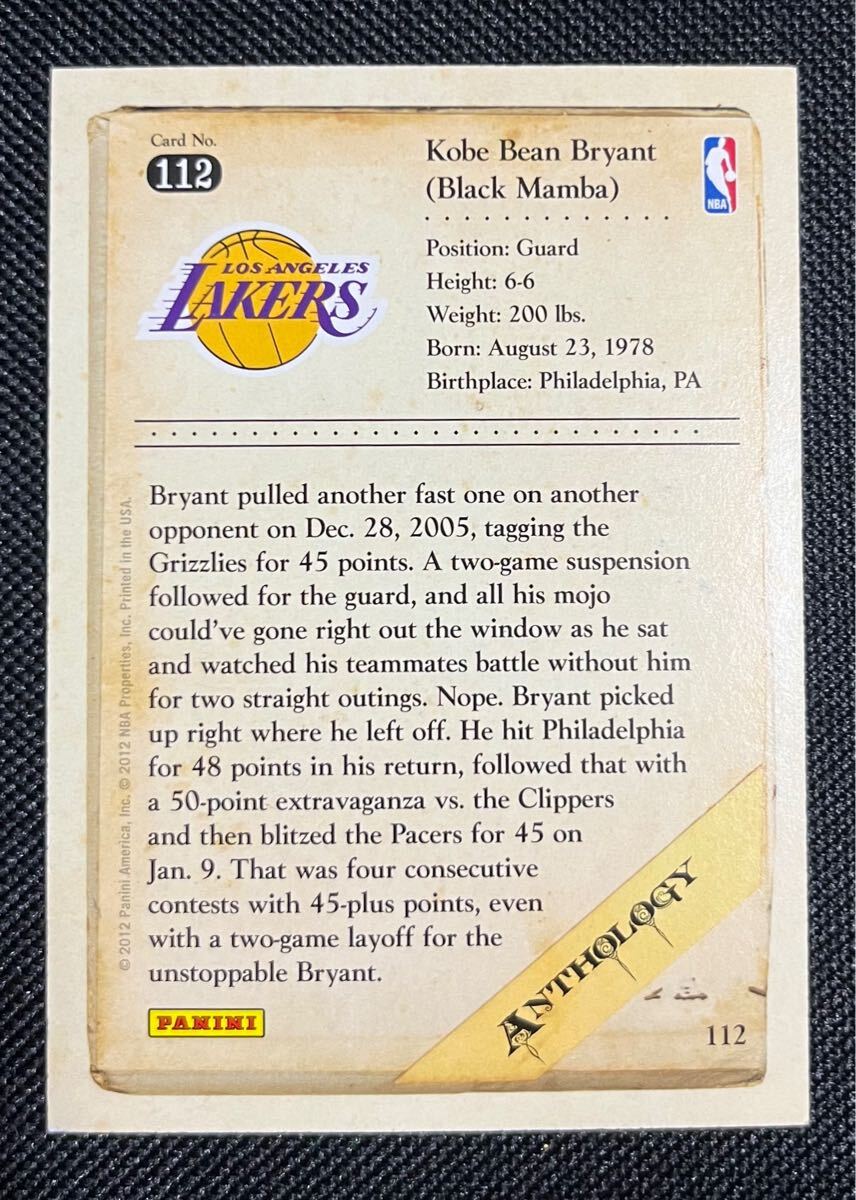 Card No.
112
Kobe Bean Bryant
(Black Mamba)
NBA
LOS ANGELES
LAKERS
Position: Guard
Height: 6-6
Weight: 200 lbs.
Born: August 23, 1978
Birthplace: Philadelphia, PA
Bryant pulled another fast one on another
opponent on Dec. 28, 2005, tagging the
Grizzlies for 45 points. A two-game suspension
followed for the guard, and all his mojo
could've gone right out the window as he sat
and watched his teammates battle without him
for two straight outings. Nope. Bryant picked
up right where he left off. He hit Philadelphia
for 48 points in his return, followed that with
a 50-point extravaganza vs. the Clippers
and then blitzed the Pacers for 45 on
Jan. 9. That was four consecutive
contests with 45-plus points, even
with a two-game layoff for the
unstoppable Bryant.
© 2012 Panini America, Inc. © 2012 NBA Properties, Inc. Printed in the USA.
ANTHOLOGY
PANINI
112